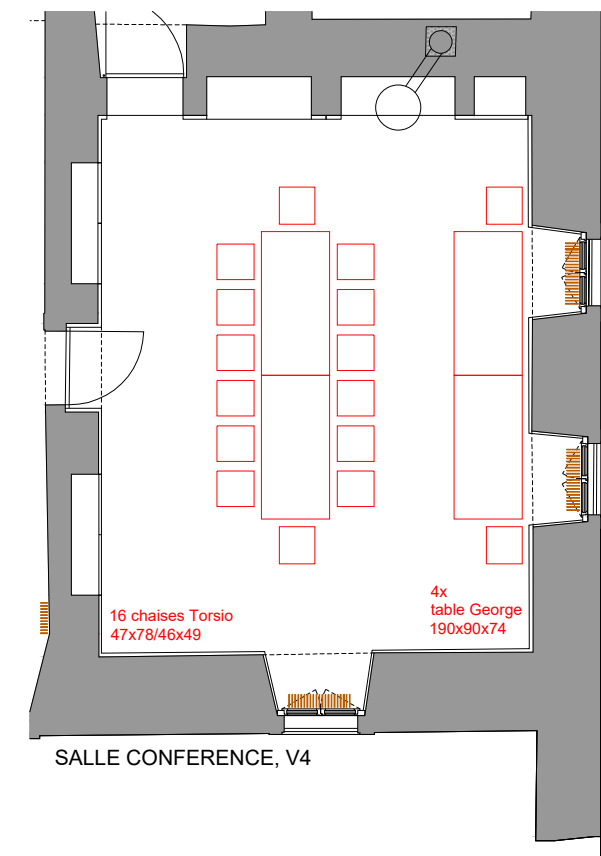 16 chaises Torsio
47x78/46x49
4x
table George
190x90x74
SALLE CONFERENCE, V4